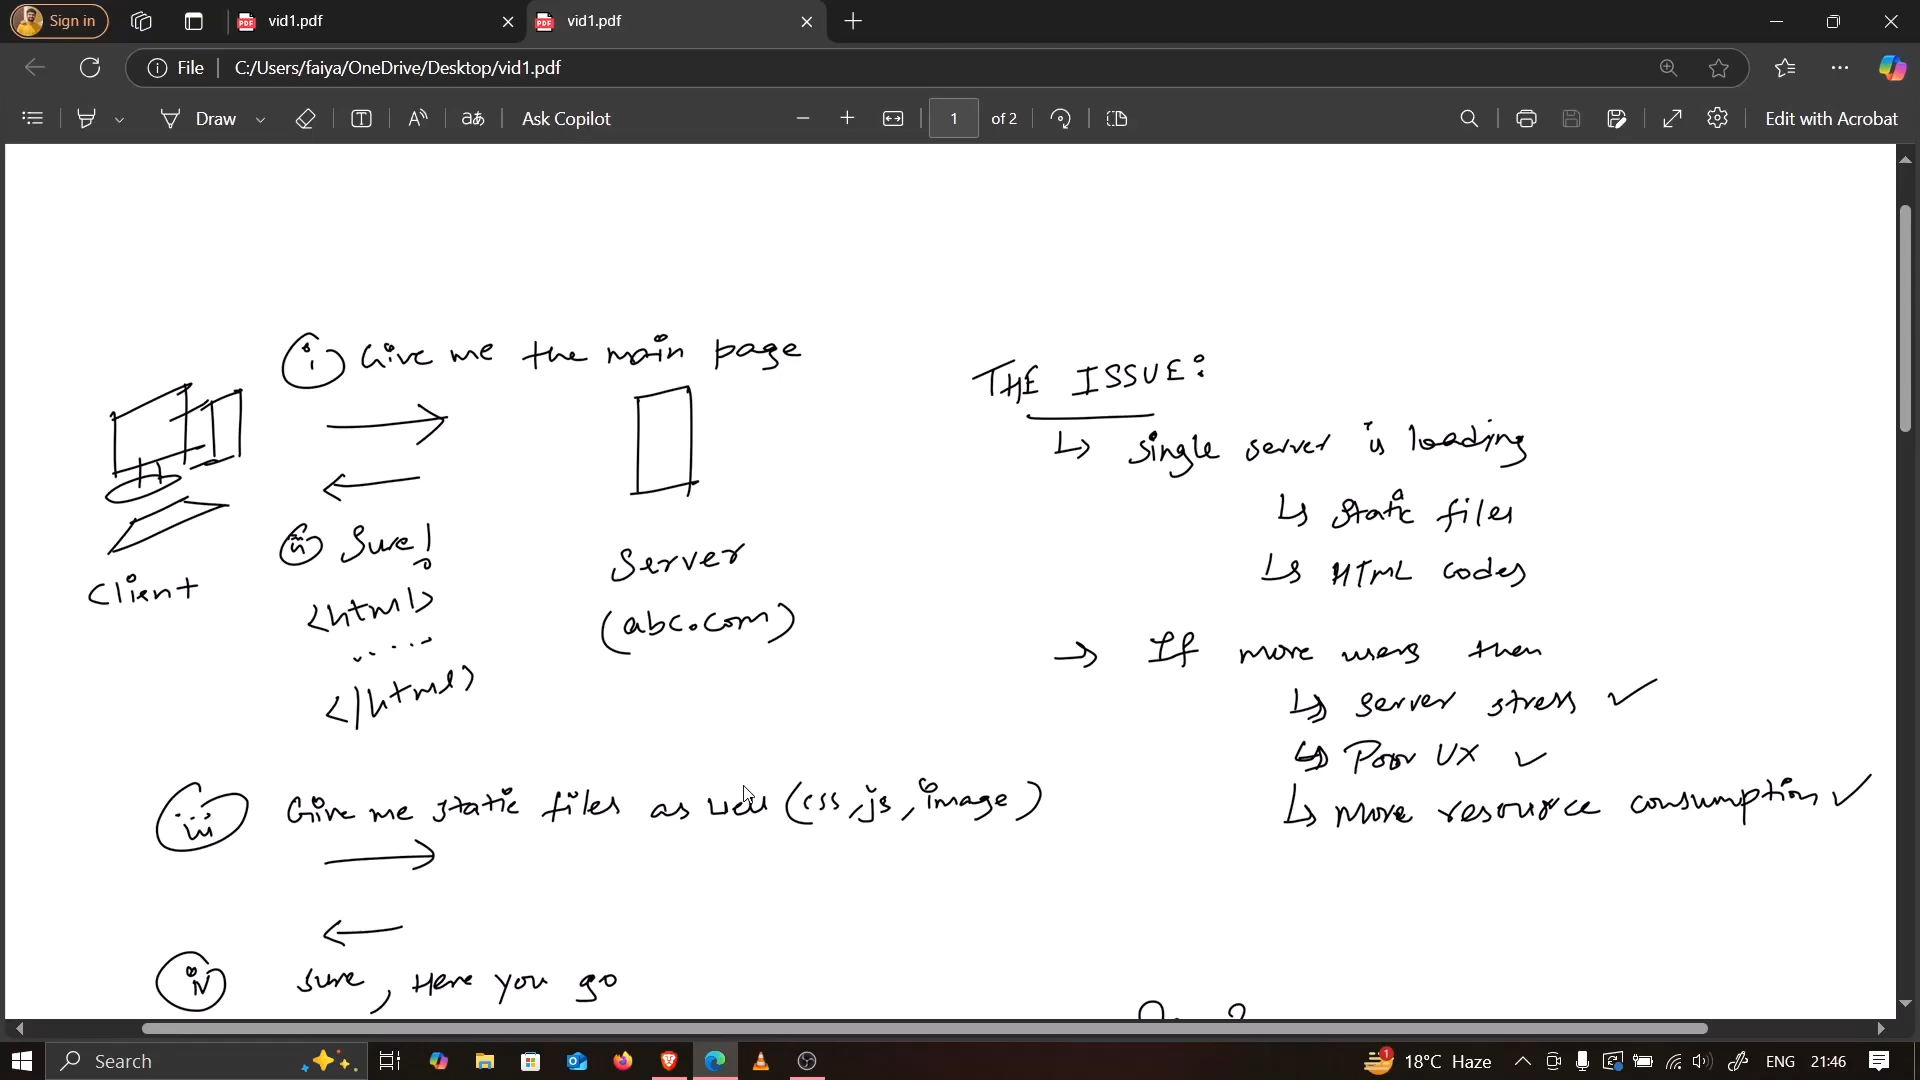 Sign in
vid1.pdf
vid1.pdf
File
C:/Users/faiya/OneDrive/Desktop/vid1.pdf
Draw
Ask Copilot
1
of 2
Edit with Acrobat
i Give me the main page
Client
ii Sure!
<html>
.....
</html>
Server
(abc.com)
iii Give me static files as well (css, js, image)
iv Sure, Here you go
THE ISSUE:
↳ Single server is loading
↳ Static files
↳ HTML codes
→ If more users then
↳ Server stress ✓
↳ Poor UX ✓
↳ More resource consumption ✓
Search
1
18°C Haze
ENG
21:46